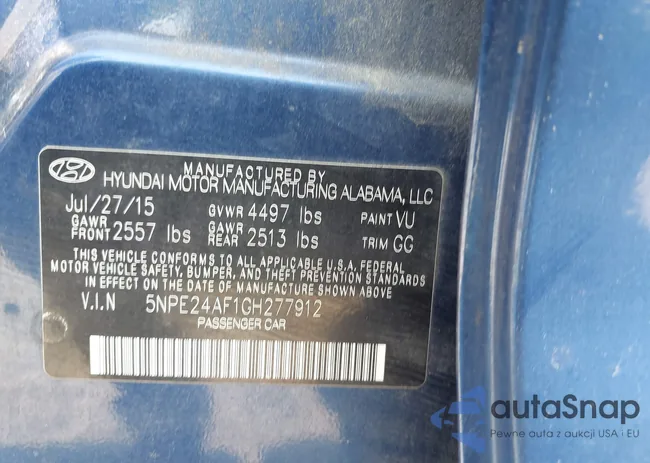 MANUFACTURED BY
HYUNDAI MOTOR MANUFACTURING ALABAMA, LLC
Jul/27/15 GVWR 4497 lbs PAINT VU
GAWR FRONT 2557 lbs GAWR REAR 2513 lbs TRIM GG
THIS VEHICLE CONFORMS TO ALL APPLICABLE U.S.A. FEDERAL
MOTOR VEHICLE SAFETY, BUMPER, AND THEFT PREVENTION STANDARDS
IN EFFECT ON THE DATE OF MANUFACTURE SHOWN ABOVE.
V.I.N 5NPE24AF1GH277912
PASSENGER CAR
autaSnap
Pewne auta z aukcji USA i EU